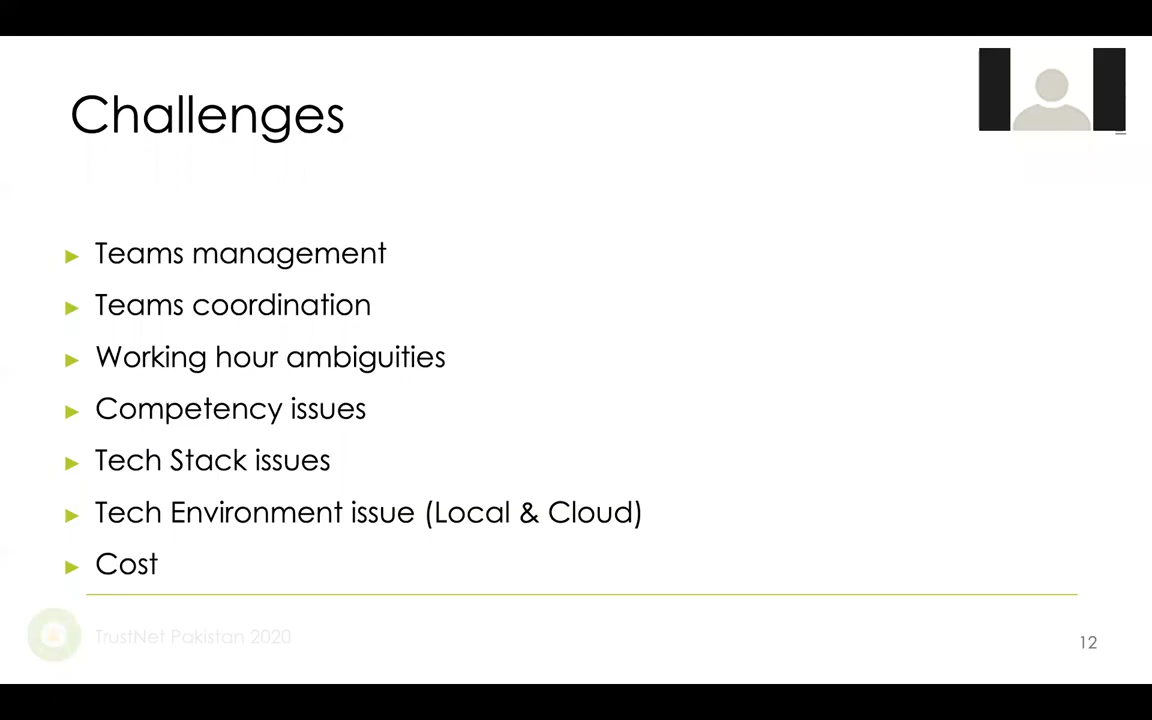 Challenges
Teams management
Teams coordination
Working hour ambiguities
Competency issues
Tech Stack issues
Tech Environment issue (Local & Cloud)
Cost
TrustNet Pakistan 2020
12